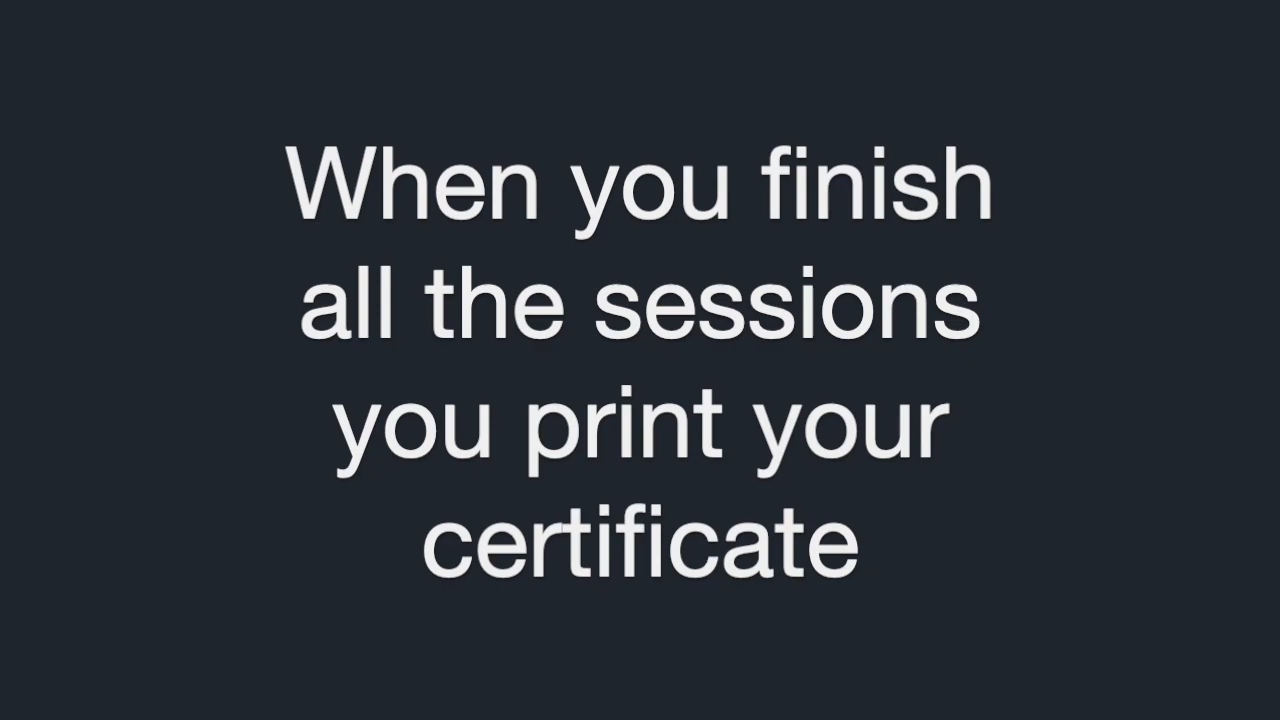 When you finish
all the sessions
you print your
certificate